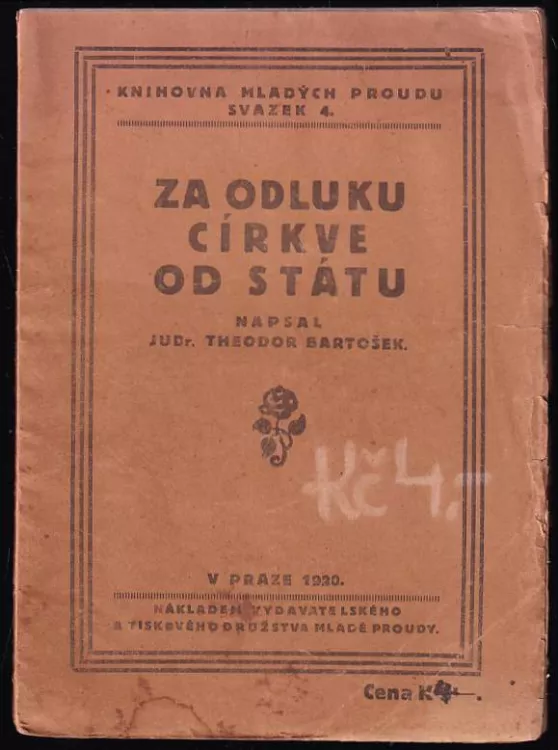 KNIHOVNA MLADÝCH PROUDU
SVAZEK 4.
ZA ODLUKU
CÍRKVE
OD STÁTU
NAPSAL
JUDr. THEODOR BARTOŠEK.
Kč 4.-
V PRAZE 1920.
NÁKLADEM VYDAVATELSKÉHO
A TISKOVÉHO DRUŽSTVA MLADÉ PROUDY.
Cena K